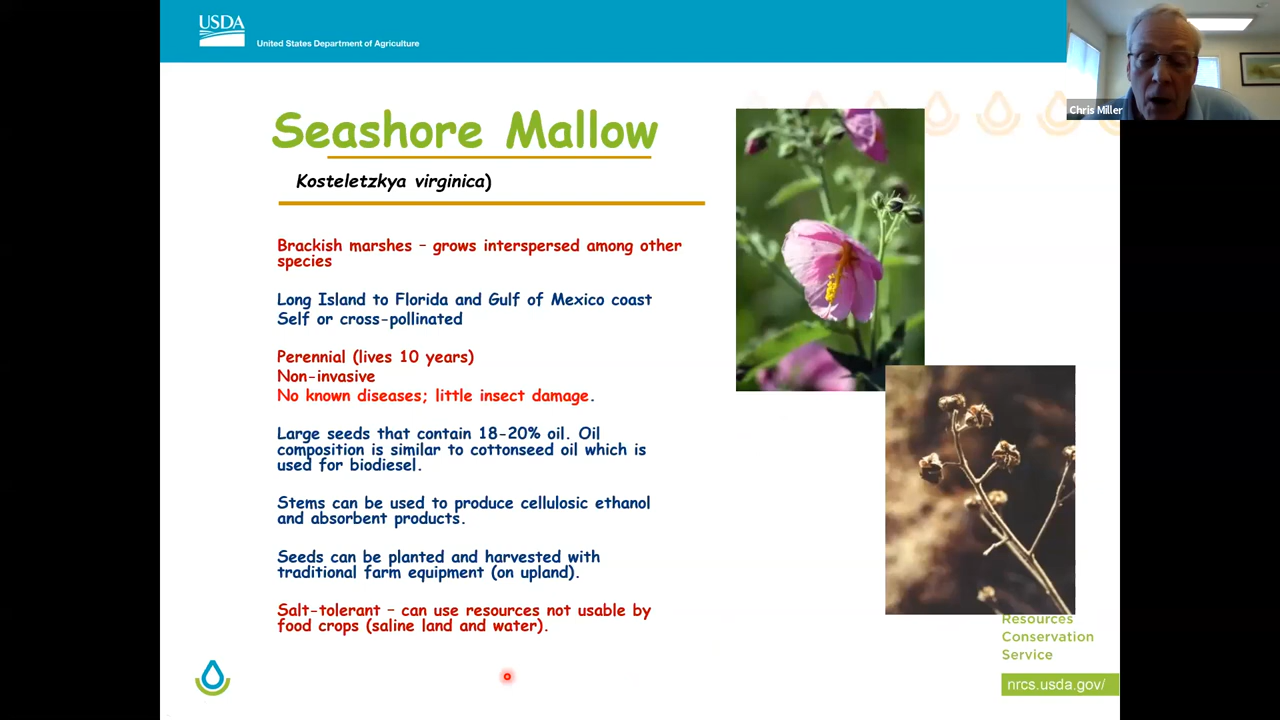 USDA
United States Department of Agriculture
Chris Miller
Seashore Mallow
Kosteletzkya virginica)
Brackish marshes – grows interspersed among other
species
Long Island to Florida and Gulf of Mexico coast
Self or cross-pollinated
Perennial (lives 10 years)
Non-invasive
No known diseases; little insect damage.
Large seeds that contain 18-20% oil. Oil
composition is similar to cottonseed oil which is
used for biodiesel.
Stems can be used to produce cellulosic ethanol
and absorbent products.
Seeds can be planted and harvested with
traditional farm equipment (on upland).
Salt-tolerant – can use resources not usable by
food crops (saline land and water).
Resources
Conservation
Service
nrcs.usda.gov/